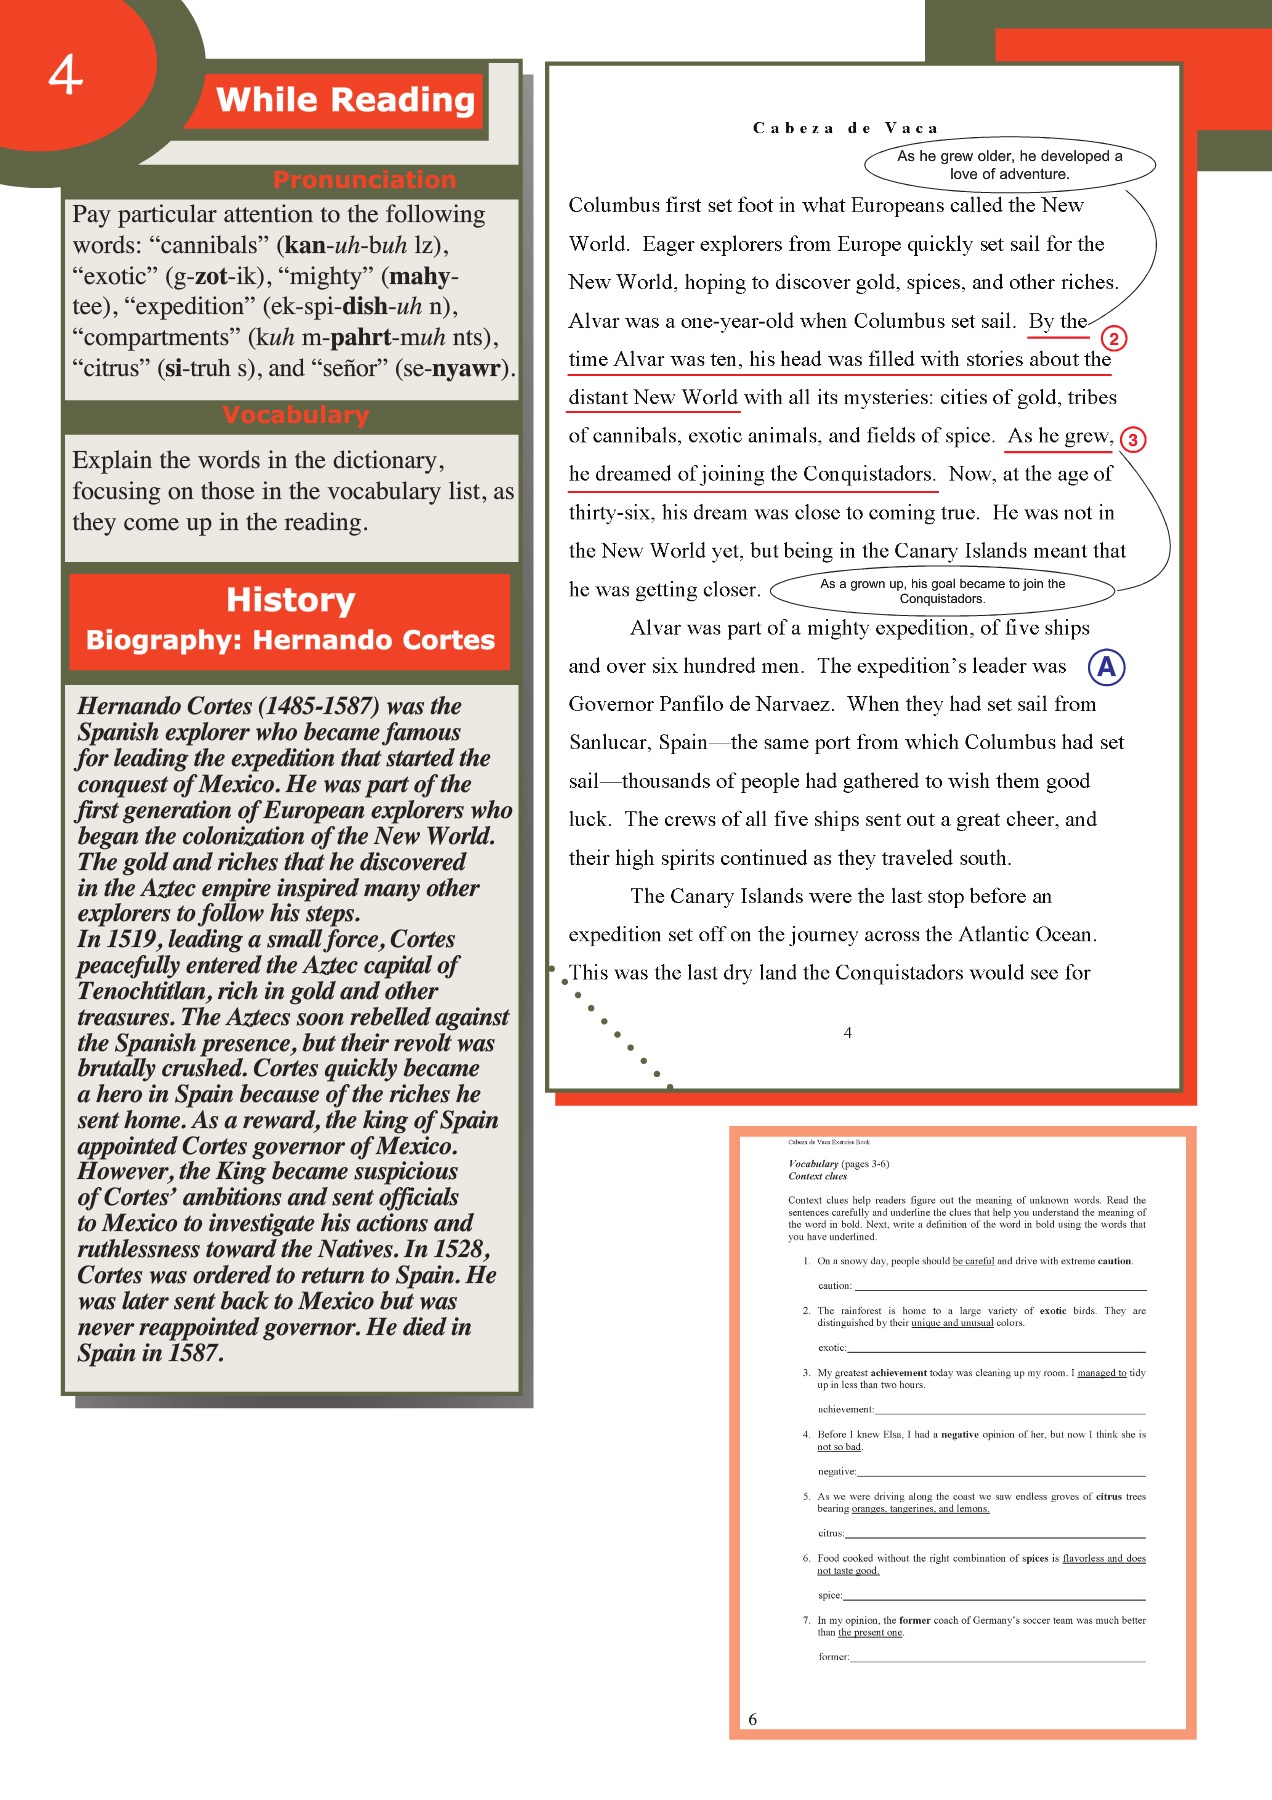 4
While Reading
Pronunciation
Pay particular attention to the following
words: “cannibals” (kan-uh-buh lz),
“exotic” (g-zot-ik), “mighty” (mahy-
tee), “expedition” (ek-spi-dish-uh n),
“compartments” (kuh m-pahrt-muh nts),
“citrus” (si-truh s), and “señor” (se-nyawr).
Vocabulary
Explain the words in the dictionary,
focusing on those in the vocabulary list, as
they come up in the reading.
History
Biography: Hernando Cortes
Hernando Cortes (1485-1587) was the
Spanish explorer who became famous
for leading the expedition that started the
conquest of Mexico. He was part of the
first generation of European explorers who
began the colonization of the New World.
The gold and riches that he discovered
in the Aztec empire inspired many other
explorers to follow his steps.
In 1519, leading a small force, Cortes
peacefully entered the Aztec capital of
Tenochtitlan, rich in gold and other
treasures. The Aztecs soon rebelled against
the Spanish presence, but their revolt was
brutally crushed. Cortes quickly became
a hero in Spain because of the riches he
sent home. As a reward, the king of Spain
appointed Cortes governor of Mexico.
However, the King became suspicious
of Cortes’ ambitions and sent officials
to Mexico to investigate his actions and
ruthlessness toward the Natives. In 1528,
Cortes was ordered to return to Spain. He
was later sent back to Mexico but was
never reappointed governor. He died in
Spain in 1587.
Cabeza de Vaca
As he grew older, he developed a
love of adventure.
Columbus first set foot in what Europeans called the New
World. Eager explorers from Europe quickly set sail for the
New World, hoping to discover gold, spices, and other riches.
Alvar was a one-year-old when Columbus set sail. By the
2
time Alvar was ten, his head was filled with stories about the
distant New World with all its mysteries: cities of gold, tribes
of cannibals, exotic animals, and fields of spice. As he grew,
3
he dreamed of joining the Conquistadors. Now, at the age of
thirty-six, his dream was close to coming true. He was not in
the New World yet, but being in the Canary Islands meant that
he was getting closer.
As a grown up, his goal became to join the
Conquistadors.
Alvar was part of a mighty expedition, of five ships
and over six hundred men. The expedition’s leader was
A
Governor Panfilo de Narvaez. When they had set sail from
Sanlucar, Spain—the same port from which Columbus had set
sail—thousands of people had gathered to wish them good
luck. The crews of all five ships sent out a great cheer, and
their high spirits continued as they traveled south.
The Canary Islands were the last stop before an
expedition set off on the journey across the Atlantic Ocean.
This was the last dry land the Conquistadors would see for
4
Cabeza de Vaca Exercise Book
Vocabulary (pages 3-6)
Context clues
Context clues help readers figure out the meaning of unknown words. Read the
sentences carefully and underline the clues that help you understand the meaning of
the word in bold. Next, write a definition of the word in bold using the words that
you have underlined.
1. On a snowy day, people should be careful and drive with extreme caution.
caution:
2. The rainforest is home to a large variety of exotic birds. They are
distinguished by their unique and unusual colors.
exotic:
3. My greatest achievement today was cleaning up my room. I managed to tidy
up in less than two hours.
achievement:
4. Before I knew Elsa, I had a negative opinion of her, but now I think she is
not so bad.
negative:
5. As we were driving along the coast we saw endless groves of citrus trees
bearing oranges, tangerines, and lemons.
citrus:
6. Food cooked without the right combination of spices is flavorless and does
not taste good.
spice:
7. In my opinion, the former coach of Germany’s soccer team was much better
than the present one.
former:
6